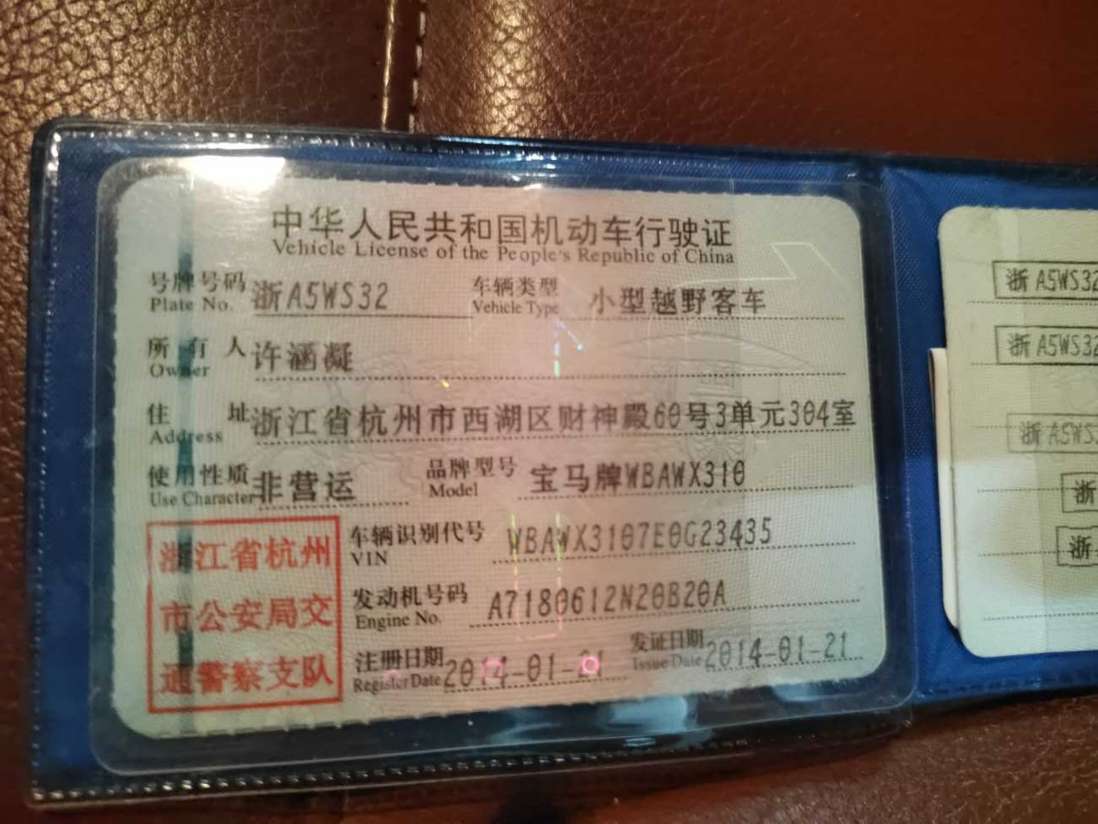 中华人民共和国机动车行驶证
Vehicle License of the People's Republic of China
号牌号码 浙A5WS32 车辆类型 小型越野客车
Plate No. Vehicle Type
所有人 许涵凝
Owner
住址 浙江省杭州市西湖区财神殿60号3单元304室
Address
使用性质 非营运 品牌型号 宝马牌WBAWX310
Use Character Model
浙江省杭州
市公安局交
通警察支队
车辆识别代号 WBAWX3107E0G23435
VIN
发动机号码 A7180612N20B20A
Engine No.
注册日期 2014-01-21 发证日期 2014-01-21
Register Date Issue Date
浙A5WS32
浙A5WS32
浙A5WS
浙
浙